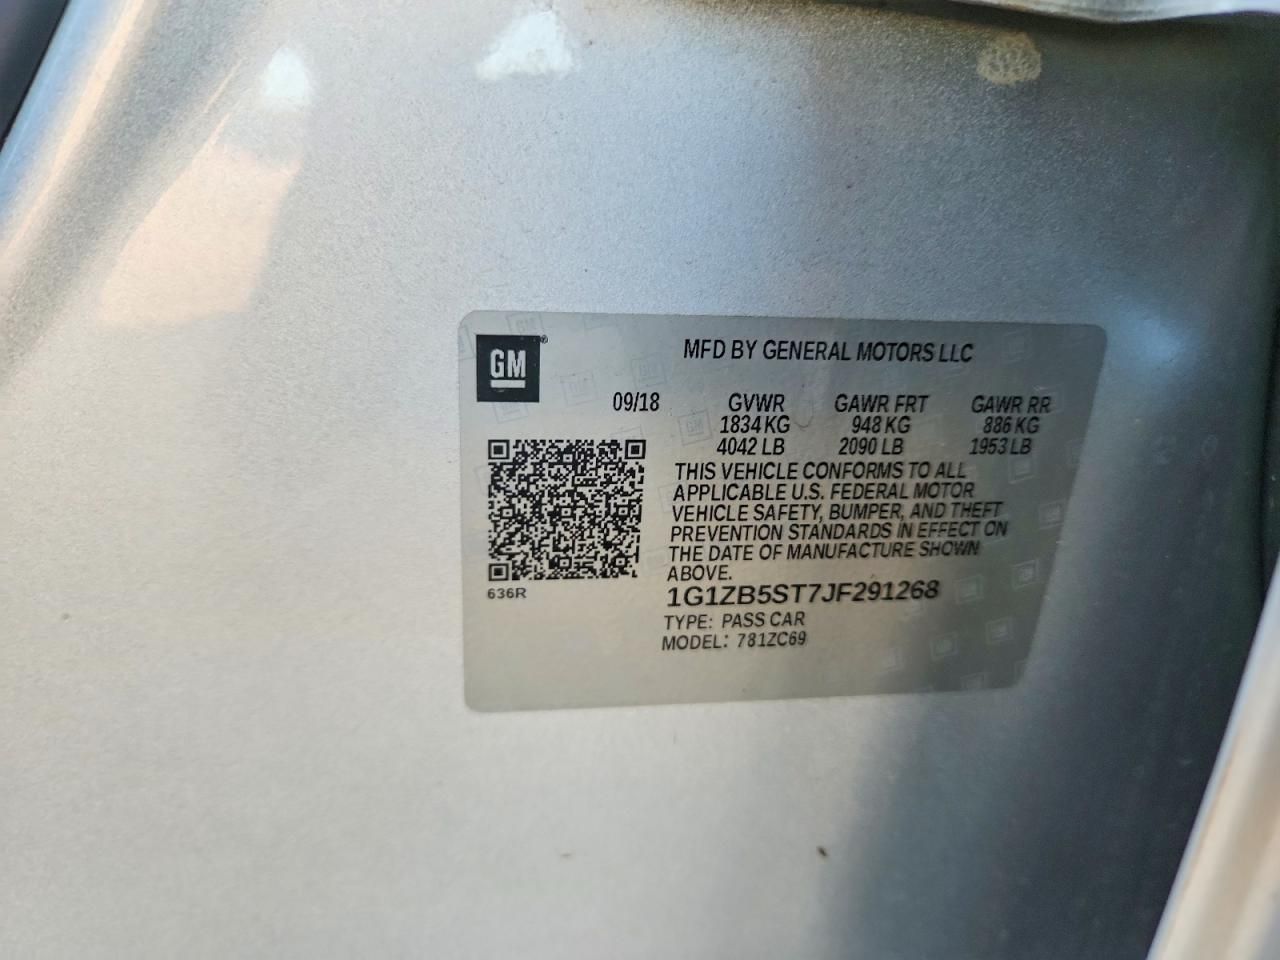 GM
MFD BY GENERAL MOTORS LLC
09/18 GVWR GAWR FRT GAWR RR
1834 KG 948 KG 886 KG
4042 LB 2090 LB 1953 LB
THIS VEHICLE CONFORMS TO ALL
APPLICABLE U.S. FEDERAL MOTOR
VEHICLE SAFETY, BUMPER, AND THEFT
PREVENTION STANDARDS IN EFFECT ON
THE DATE OF MANUFACTURE SHOWN
ABOVE.
636R
1G1ZB5ST7JF291268
TYPE: PASS CAR
MODEL: 781ZC69